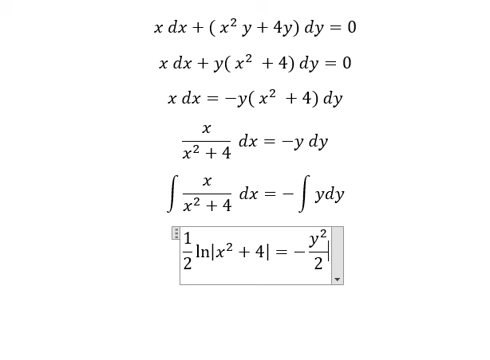 x dx + ( x² y + 4y) dy = 0
x dx + y( x² + 4) dy = 0
x dx = −y( x² + 4) dy
x/(x² + 4) dx = −y dy
∫ x/(x² + 4) dx = − ∫ ydy
1/2 ln|x² + 4| = − y²/2